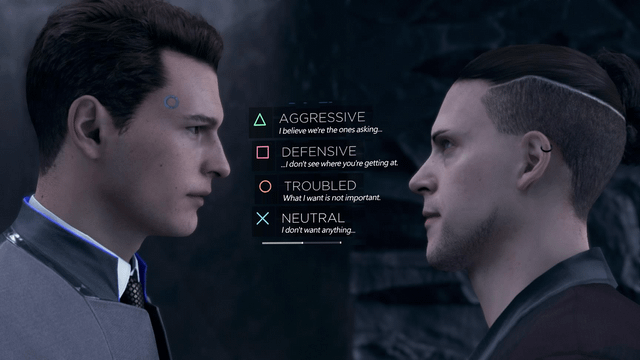 AGGRESSIVE
I believe we're the ones asking...
DEFENSIVE
...I don't see where you're getting at.
TROUBLED
What I want is not important.
NEUTRAL
I don't want anything...